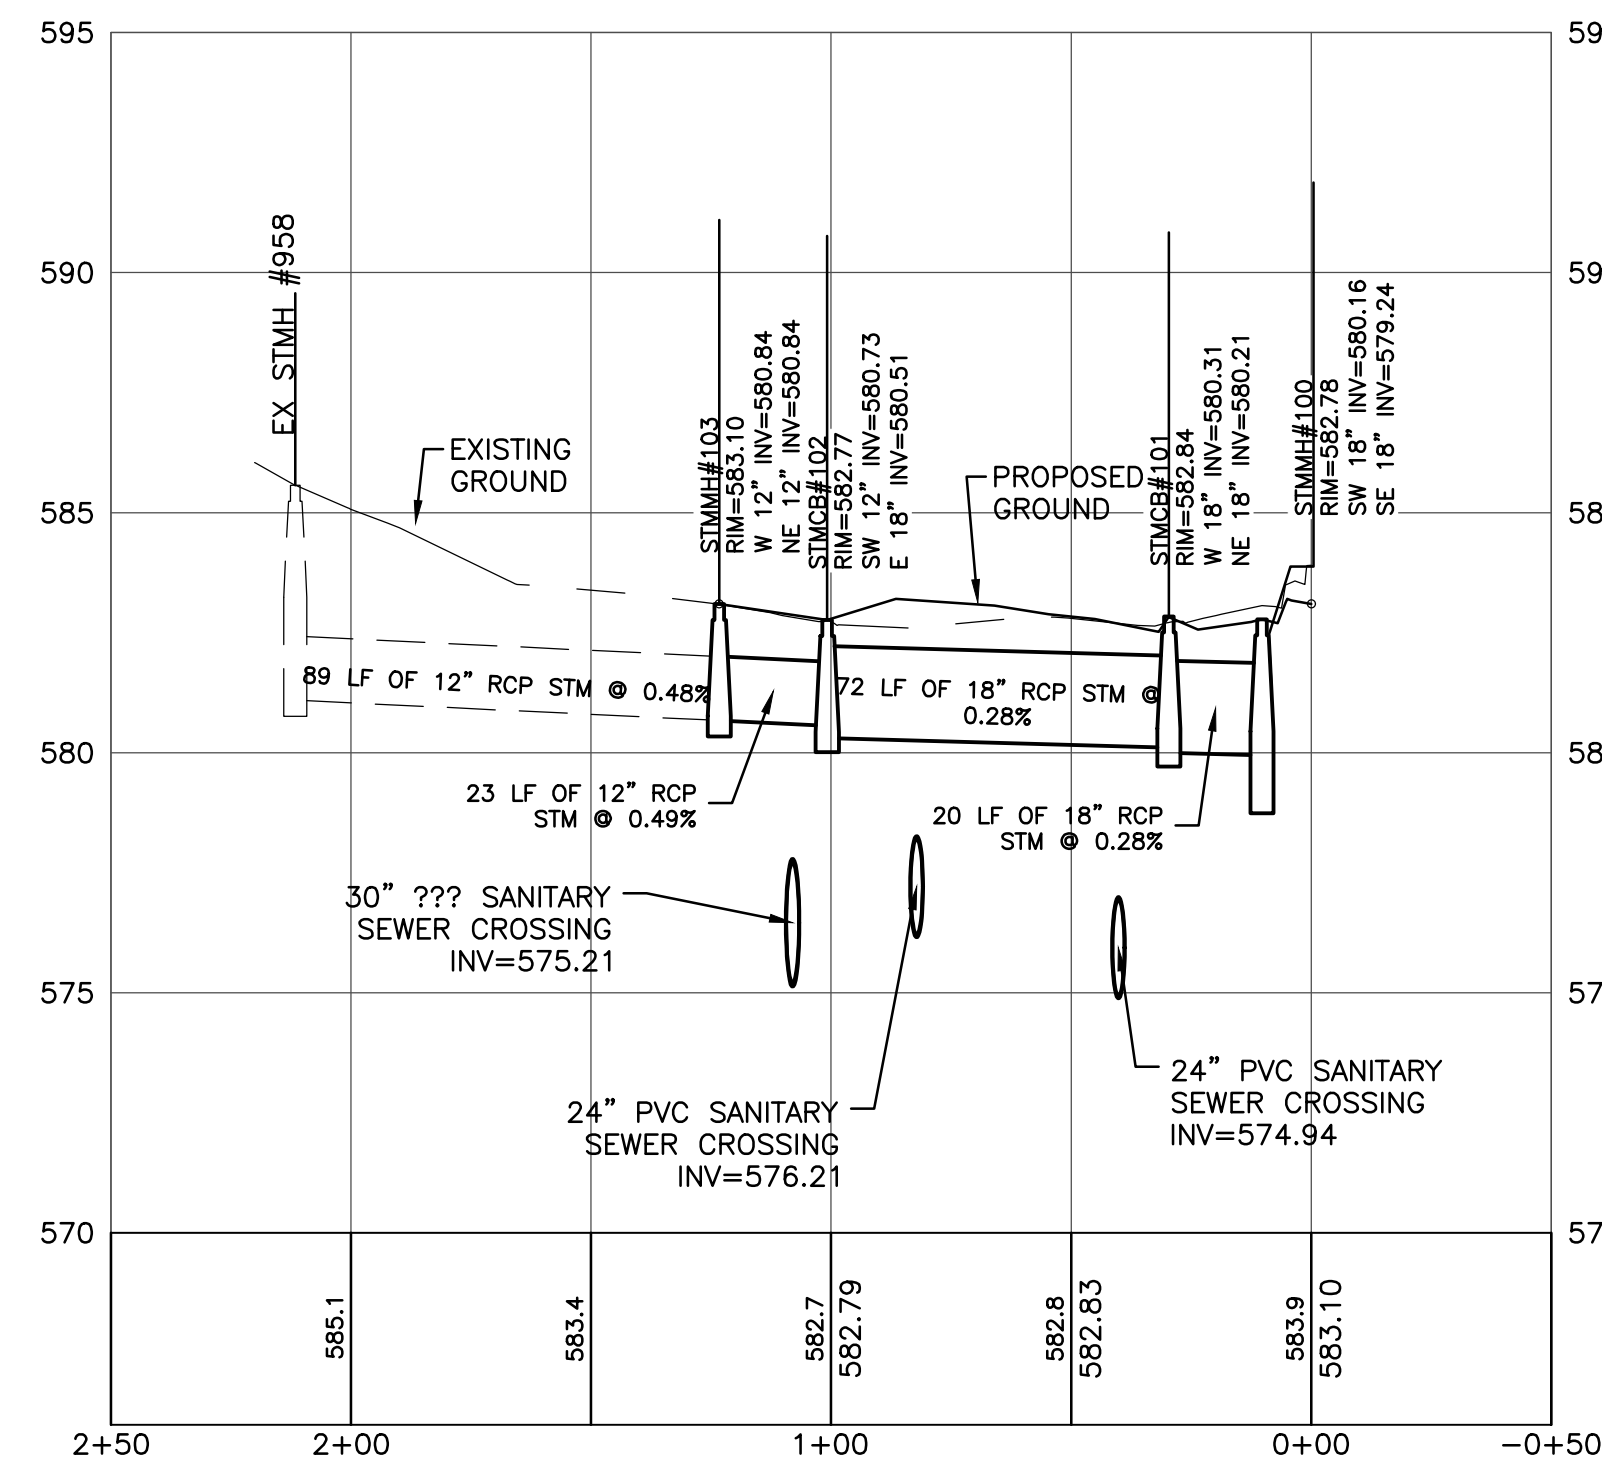 595
59
590
59
585
58
580
58
575
57
570
57
EX STMH #958
EXISTING
GROUND
STMMH#103
RIM=583.10
W 12" INV=580.84
NE 12" INV=580.84
STMCB#102
RIM=582.77
SW 12" INV=580.73
E 18" INV=580.51
PROPOSED
GROUND
STMCB#101
RIM=582.84
W 18" INV=580.31
NE 18" INV=580.21
STMMH#100
RIM=582.78
SW 18" INV=580.16
SE 18" INV=579.24
89 LF OF 12" RCP STM @ 0.48%
72 LF OF 18" RCP STM @
0.28%
23 LF OF 12" RCP
STM @ 0.49%
20 LF OF 18" RCP
STM @ 0.28%
30" ??? SANITARY
SEWER CROSSING
INV=575.21
24" PVC SANITARY
SEWER CROSSING
INV=576.21
24" PVC SANITARY
SEWER CROSSING
INV=574.94
585.1
583.4
582.7
582.79
582.8
582.83
583.9
583.10
2+50
2+00
1+00
0+00
-0+50